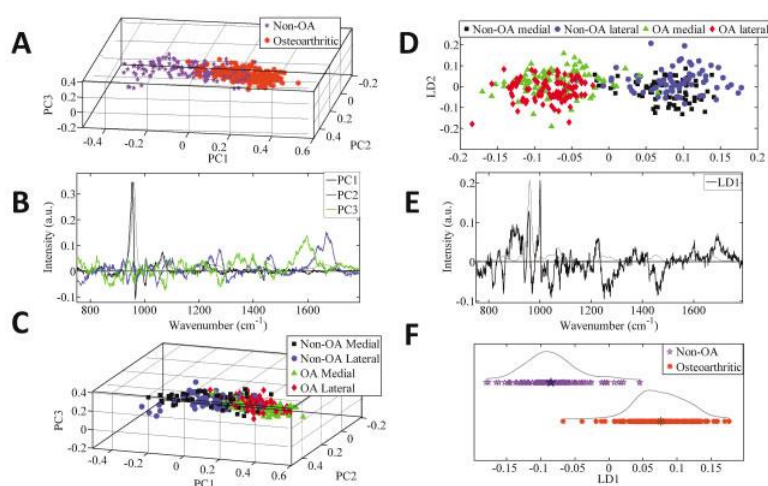 A
Non-OA
Osteoarthritic
PC3
0.4
0.2
0
-0.2
-0.4 -0.2 0 0.2 0.4 0.6
PC1
-0.2
0
0.2
0.4
PC2
B
PC1
PC2
PC3
Intensity (a.u.)
0.3
0.1
0
-0.1
800 1000 1200 1400 1600
Wavenumber (cm-1)
C
Non-OA Medial
Non-OA Lateral
OA Medial
OA Lateral
PC3
0.4
0.2
0
-0.2
-0.4 -0.2 0 0.2 0.4 0.6
PC1
-0.2
0
0.2
0.4
PC2
D
Non-OA medial Non-OA lateral OA medial OA lateral
LD2
0.2
0.1
0
-0.1
-0.2
-0.2 -0.15 -0.1 -0.05 0 0.05 0.1 0.15 0.2
E
LD1
Intensity (a.u.)
0.2
0.1
0
-0.1
800 1000 1200 1400 1600
Wavenumber (cm-1)
F
Non-OA
Osteoarthritic
-0.15 -0.1 -0.05 0 0.05 0.1 0.15
LD1